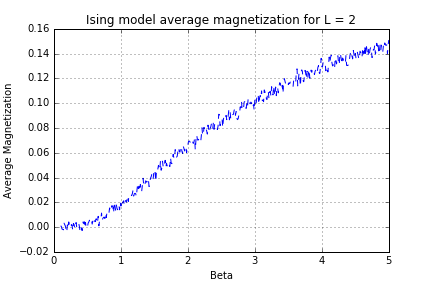 Ising model average magnetization for L = 2
0.16
0.14
0.12
0.10
0.08
0.06
0.04
0.02
0.00
−0.02
Average Magnetization
0 1 2 3 4 5
Beta